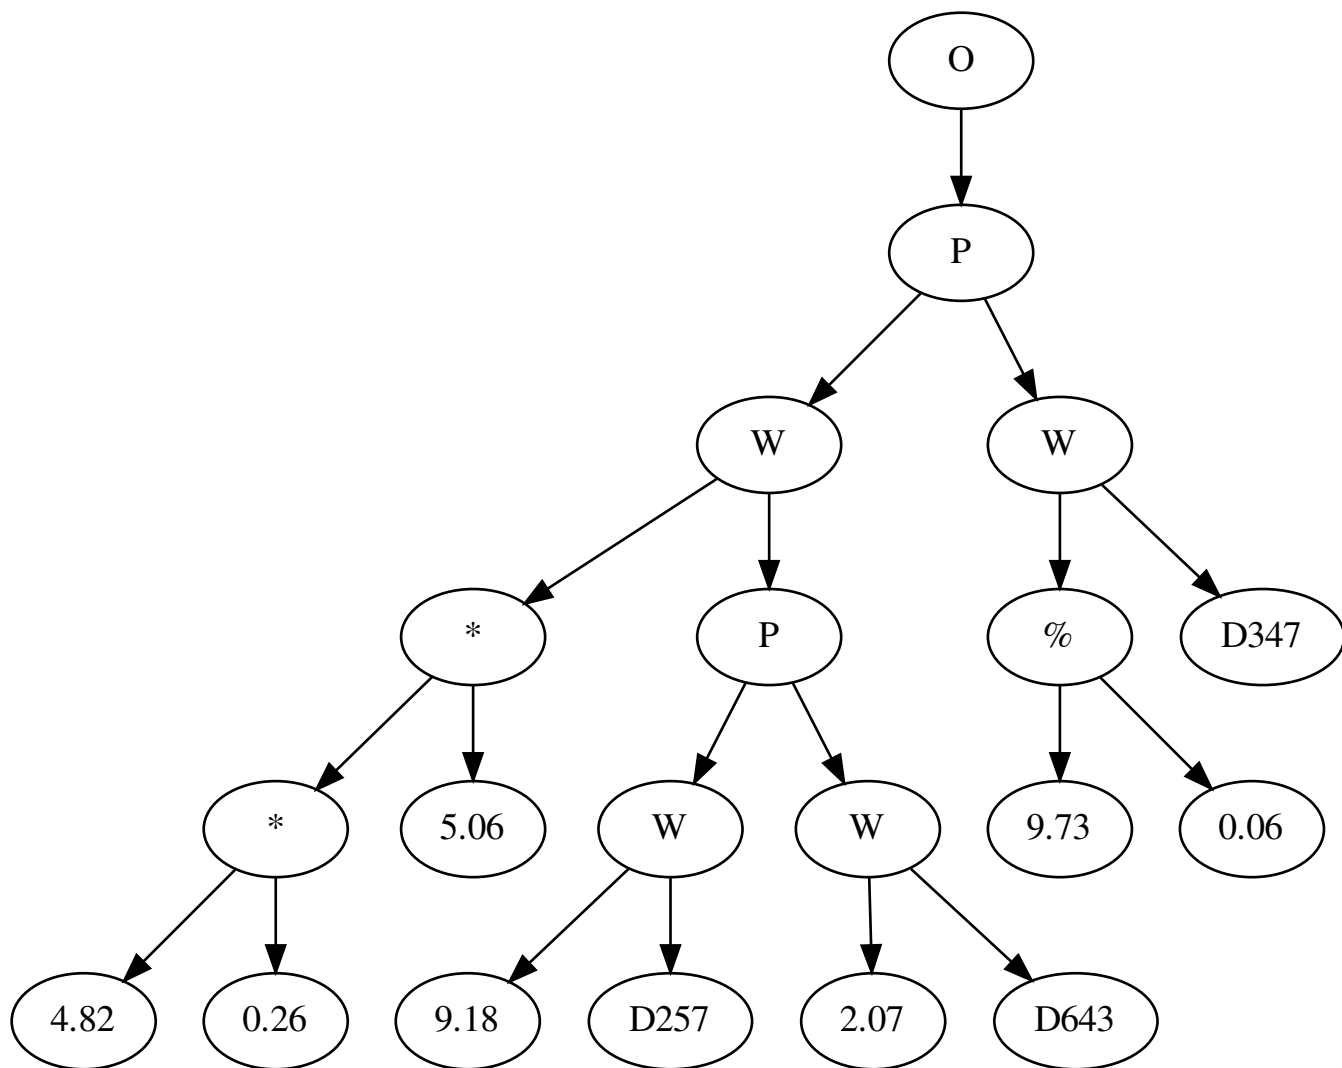 O
P
W W
* P % D347
* 5.06 W W 9.73 0.06
4.82 0.26 9.18 D257 2.07 D643